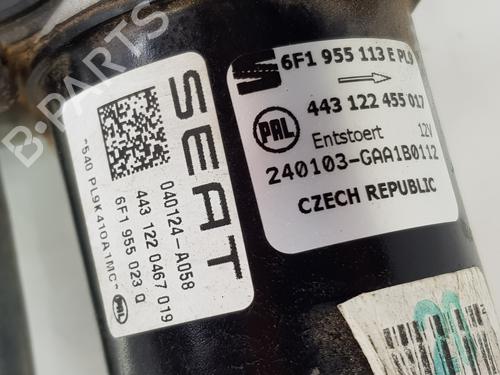 B-PARTS
SEAT
040124-A058
443 122 0467 019
6F1 955 023 Q
-540 PL9K410A1MC-
PAL
6F1 955 113 E PL9
443 122 455 017
PAL
Entstoert 12V
240103-GAA1B0112
CZECH REPUBLIC